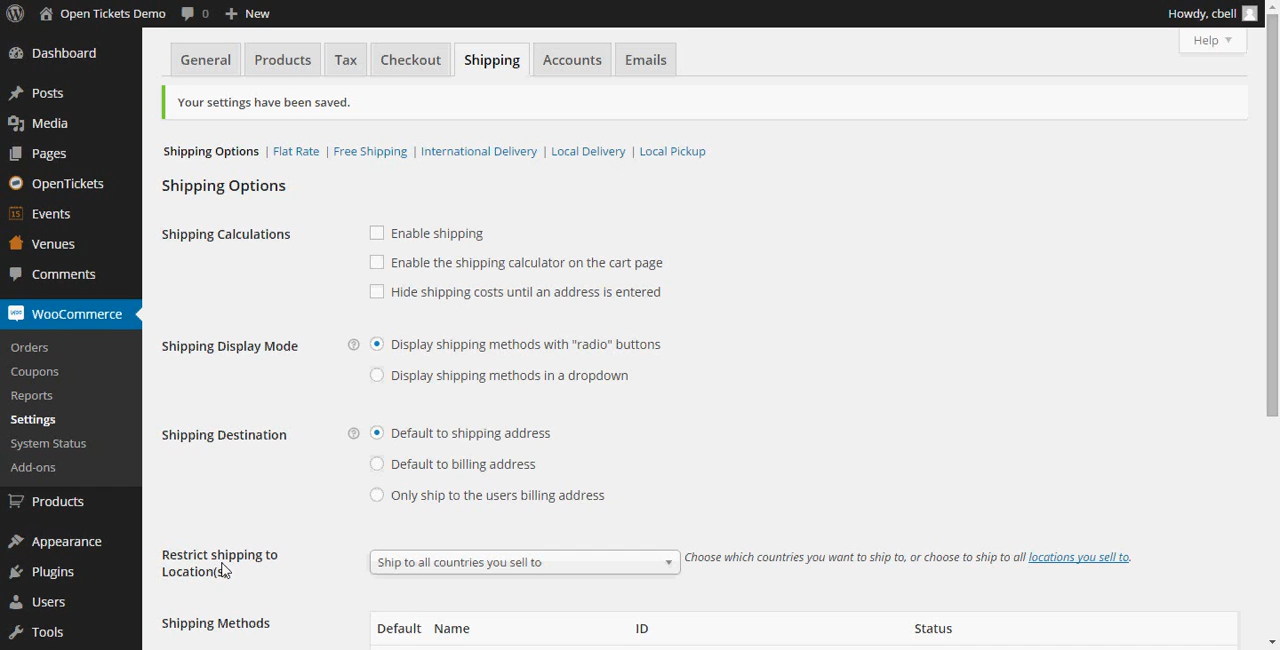 Open Tickets Demo 0 New Howdy, cbell
Help
Dashboard
Posts
Media
Pages
OpenTickets
Events
Venues
Comments
WooCommerce
Orders
Coupons
Reports
Settings
System Status
Add-ons
Products
Appearance
Plugins
Users
Tools
General Products Tax Checkout Shipping Accounts Emails
Your settings have been saved.
Shipping Options | Flat Rate | Free Shipping | International Delivery | Local Delivery | Local Pickup
Shipping Options
Shipping Calculations Enable shipping
Enable the shipping calculator on the cart page
Hide shipping costs until an address is entered
Shipping Display Mode Display shipping methods with "radio" buttons
Display shipping methods in a dropdown
Shipping Destination Default to shipping address
Default to billing address
Only ship to the users billing address
Restrict shipping to
Location(s)
Ship to all countries you sell to Choose which countries you want to ship to, or choose to ship to all locations you sell to.
Shipping Methods Default Name ID Status